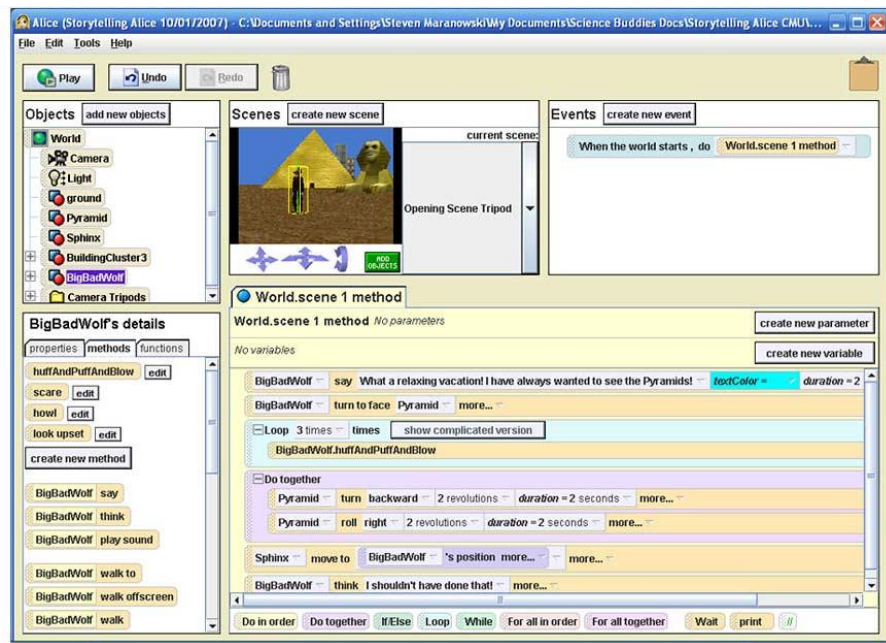 Alice (Storytelling Alice 10/01/2007) - C:\Documents and Settings\Steven Maranowski\My Documents\Science Buddies Docs\Storytelling Alice CMU\...
File Edit Tools Help
Play Undo Redo
Objects add new objects
World
Camera
Light
ground
Pyramid
Sphinx
BuildingCluster3
BigBadWolf
Camera Tripods
Scenes create new scene
current scene:
Opening Scene Tripod
ADD OBJECTS
Events create new event
When the world starts , do World.scene 1 method
BigBadWolf's details
properties methods functions
huffAndPuffAndBlow edit
scare edit
howl edit
look upset edit
create new method
BigBadWolf say
BigBadWolf think
BigBadWolf play sound
BigBadWolf walk to
BigBadWolf walk offscreen
BigBadWolf walk
World.scene 1 method
World.scene 1 method No parameters
create new parameter
No variables
create new variable
BigBadWolf say What a relaxing vacation! I have always wanted to see the Pyramids! textColor = duration = 2
BigBadWolf turn to face Pyramid more...
Loop 3 times times show complicated version
BigBadWolf.huffAndPuffAndBlow
Do together
Pyramid turn backward 2 revolutions duration = 2 seconds more...
Pyramid roll right 2 revolutions duration = 2 seconds more...
Sphinx move to BigBadWolf 's position more... more...
BigBadWolf think I shouldn't have done that! more...
Do in order Do together If/Else Loop While For all in order For all together Wait print //